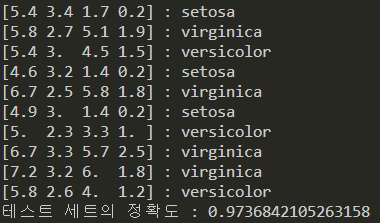 [5.4 3.4 1.7 0.2] : setosa
[5.8 2.7 5.1 1.9] : virginica
[5.4 3.  4.5 1.5] : versicolor
[4.6 3.2 1.4 0.2] : setosa
[6.7 2.5 5.8 1.8] : virginica
[4.9 3.  1.4 0.2] : setosa
[5.  2.3 3.3 1. ] : versicolor
[6.7 3.3 5.7 2.5] : virginica
[7.2 3.2 6.  1.8] : virginica
[5.8 2.6 4.  1.2] : versicolor
테스트 세트의 정확도 : 0.9736842105263158